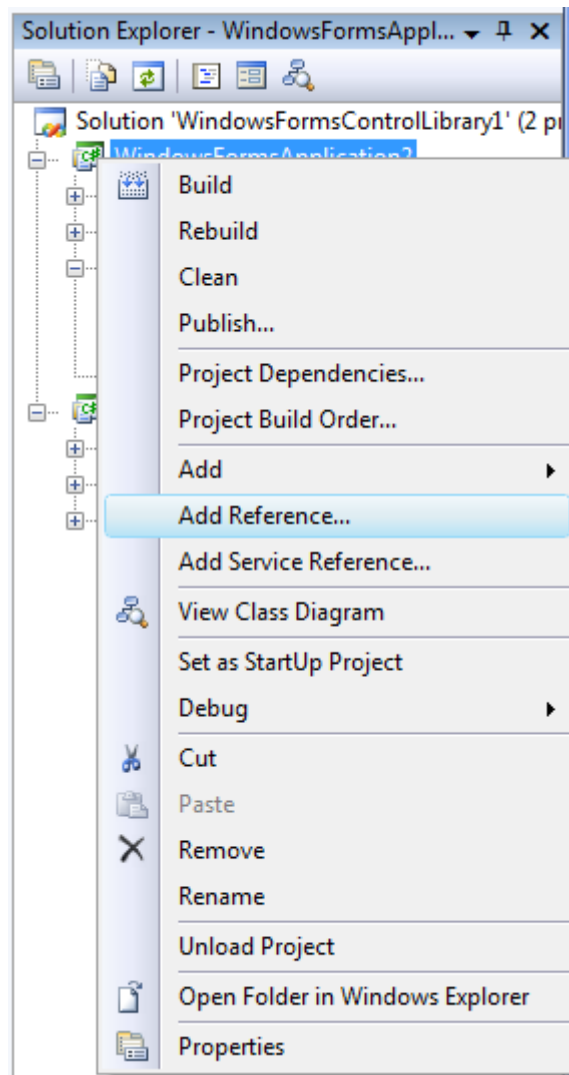 Solution Explorer - WindowsFormsAppl...
Solution 'WindowsFormsControlLibrary1' (2
WindowsFormsApplication2
Build
Rebuild
Clean
Publish...
Project Dependencies...
Project Build Order...
Add
Add Reference...
Add Service Reference...
View Class Diagram
Set as StartUp Project
Debug
Cut
Paste
Remove
Rename
Unload Project
Open Folder in Windows Explorer
Properties